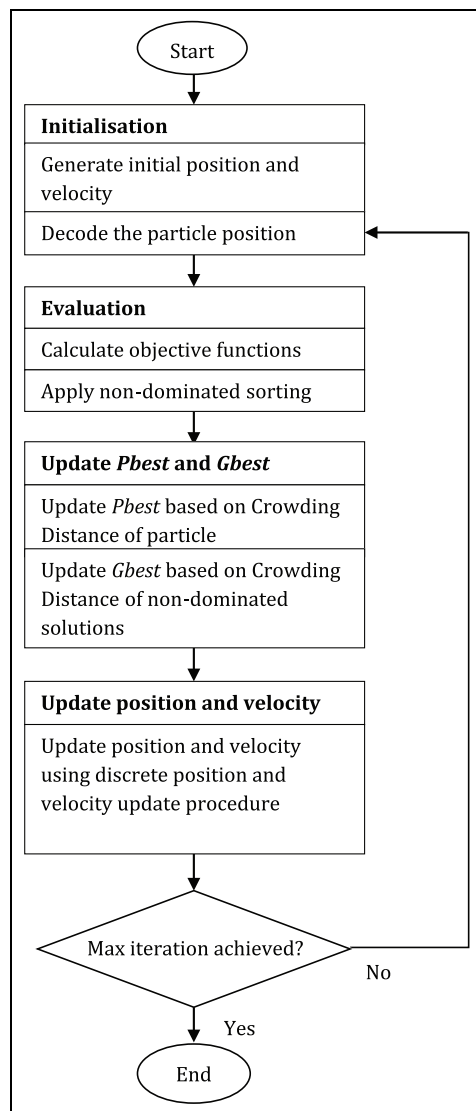 Start
Initialisation
Generate initial position and
velocity
Decode the particle position
Evaluation
Calculate objective functions
Apply non-dominated sorting
Update Pbest and Gbest
Update Pbest based on Crowding
Distance of particle
Update Gbest based on Crowding
Distance of non-dominated
solutions
Update position and velocity
Update position and velocity
using discrete position and
velocity update procedure
Max iteration achieved?
No
Yes
End